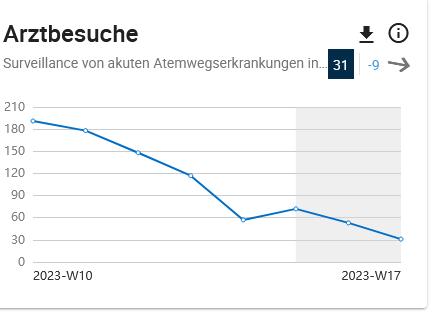 Arztbesuche
Surveillance von akuten Atemwegserkrankungen in... 31 -9
210
180
150
120
90
60
30
0
2023-W10 2023-W17